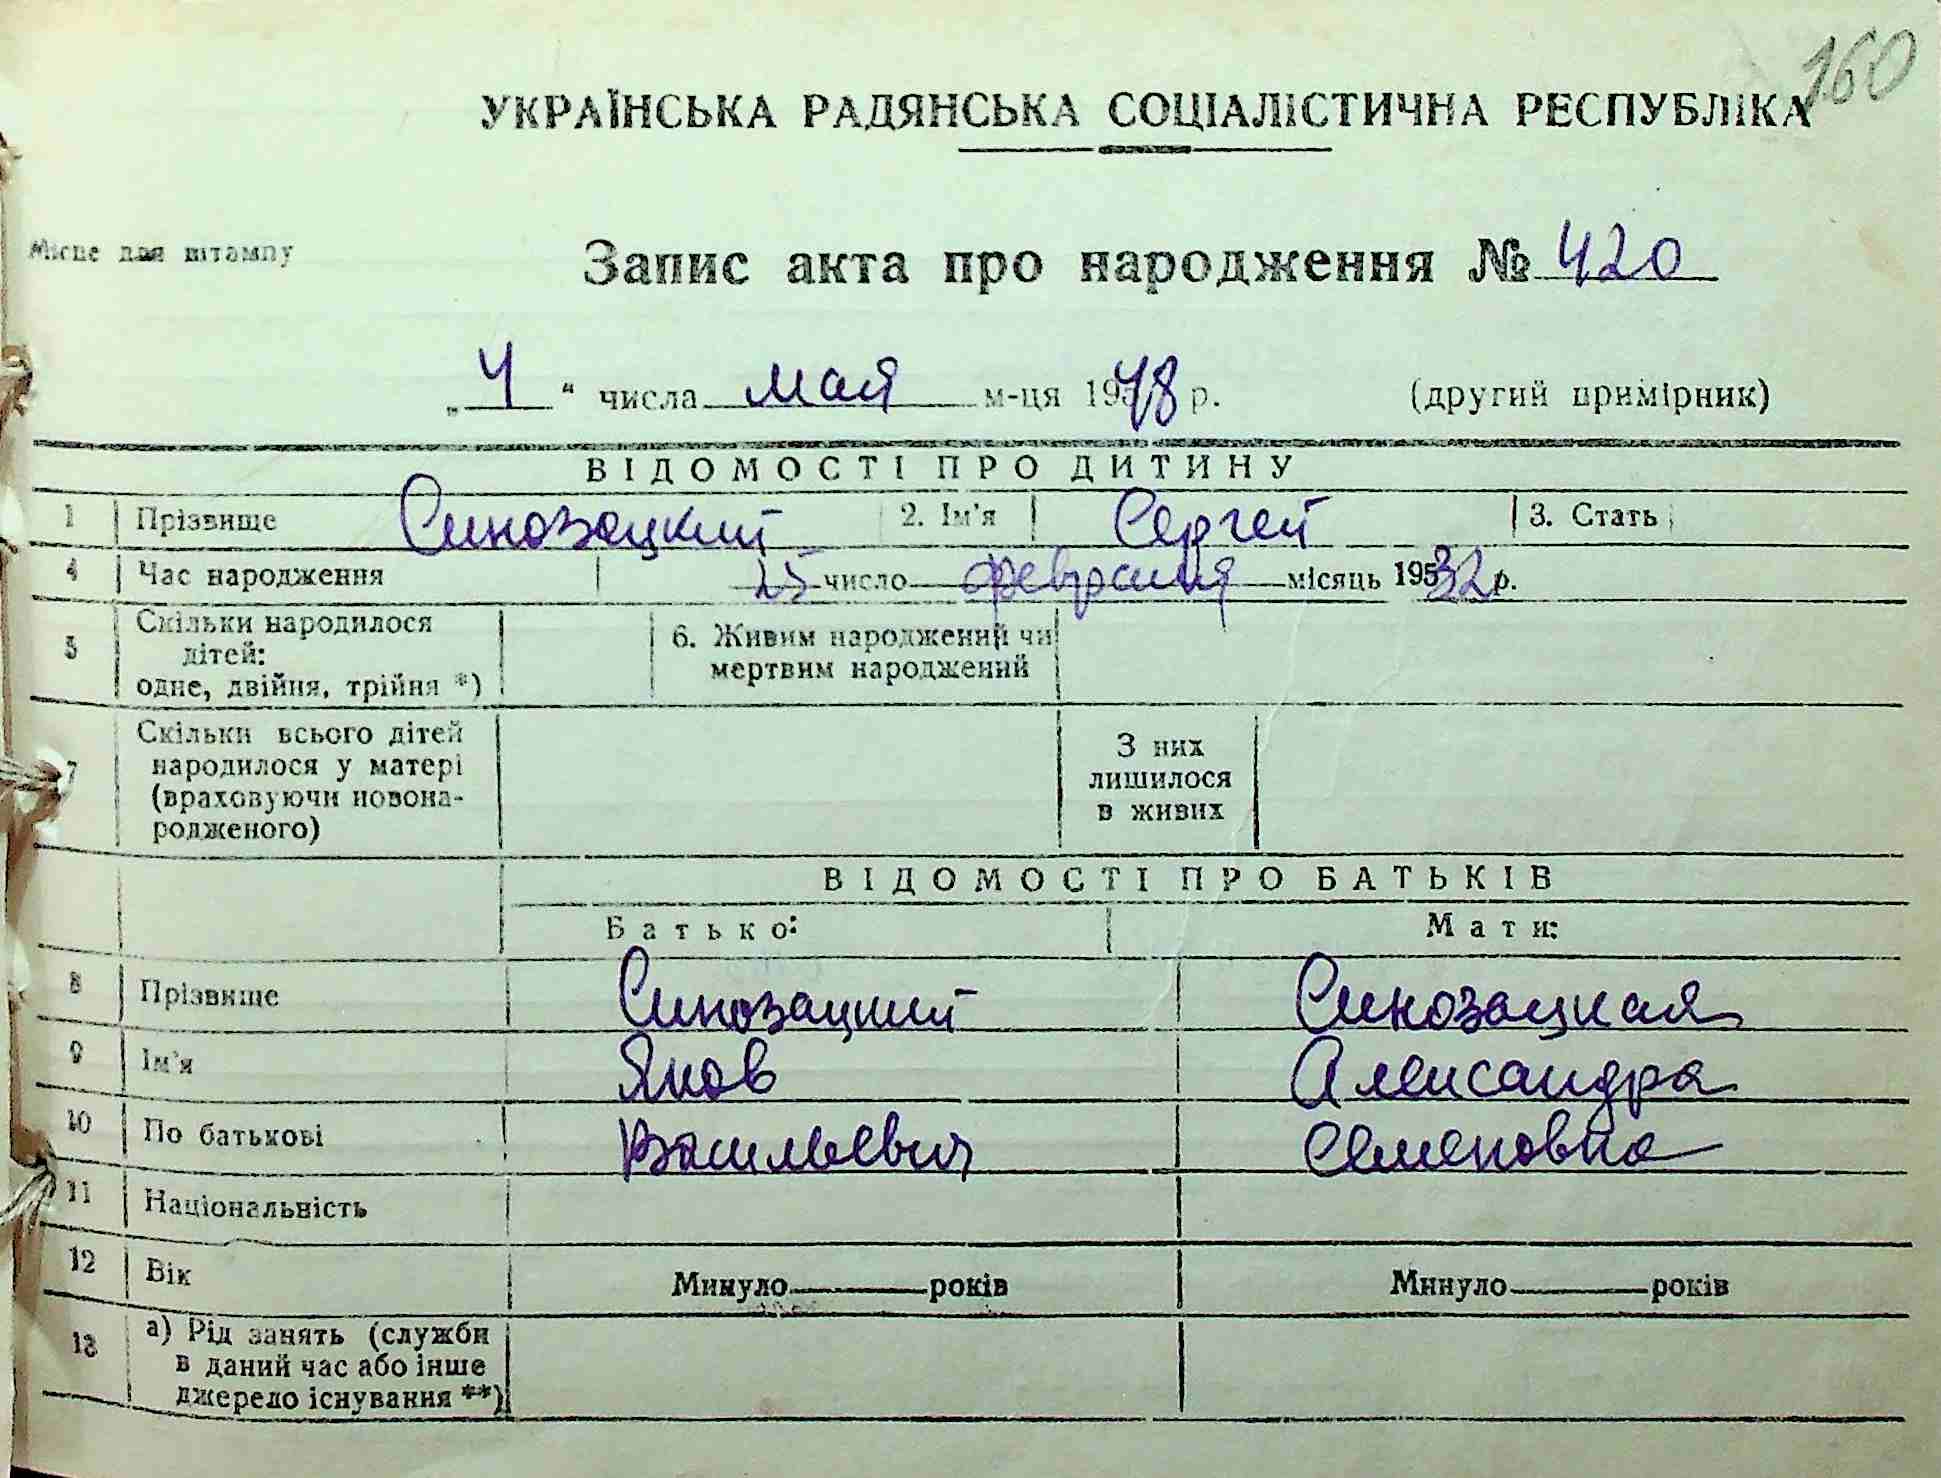 160
УКРАЇНСЬКА РАДЯНСЬКА СОЦІАЛІСТИЧНА РЕСПУБЛІКА
Місце для штампу
Запис акта про народження № 420
„4“ числа мая м-ця 1948 р. (другий примірник)
ВІДОМОСТІ ПРО ДИТИНУ
1 Прізвище Синозацкий 2. Ім'я Сергей 3. Стать
4 Час народження 25 число февраля місяць 1932 р.
5 Скільки народилося дітей: одне, двійня, трійня *) 6. Живим народжений чи мертвим народжений
7 Скільки всього дітей народилося у матері (враховуючи новонародженого) З них лишилося в живих
ВІДОМОСТІ ПРО БАТЬКІВ
Батько: Мати:
8 Прізвище Синозацкий Синозацкая
9 Ім'я Яков Александра
10 По батькові Васильевич Семеновна
11 Національність
12 Вік Минуло років Минуло років
13 а) Рід занять (служби в даний час або інше джерело існування **)